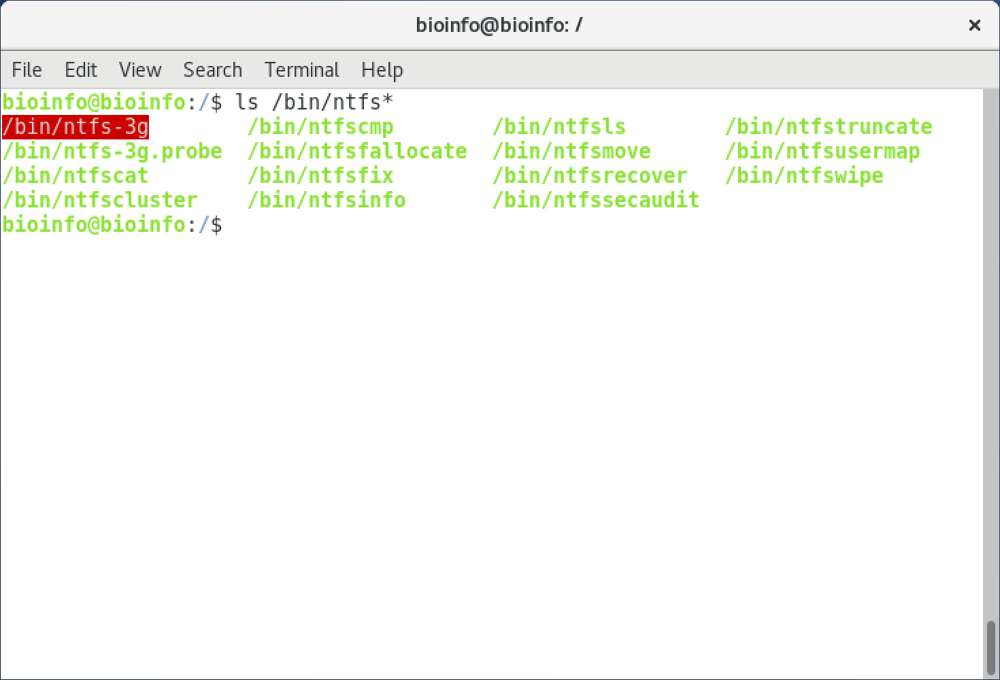 bioinfo@bioinfo: /
File Edit View Search Terminal Help
bioinfo@bioinfo:/$ ls /bin/ntfs*
/bin/ntfs-3g /bin/ntfscmp /bin/ntfsls /bin/ntfstruncate
/bin/ntfs-3g.probe /bin/ntfsfallocate /bin/ntfsmove /bin/ntfsusermap
/bin/ntfscat /bin/ntfsfix /bin/ntfsrecover /bin/ntfswipe
/bin/ntfscluster /bin/ntfsinfo /bin/ntfssecaudit
bioinfo@bioinfo:/$